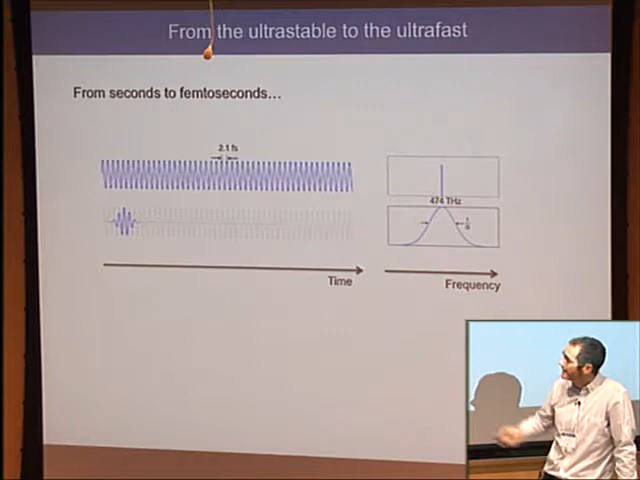 From the ultrastable to the ultrafast
From seconds to femtoseconds…
2.1 fs
474 THz
Time
Frequency